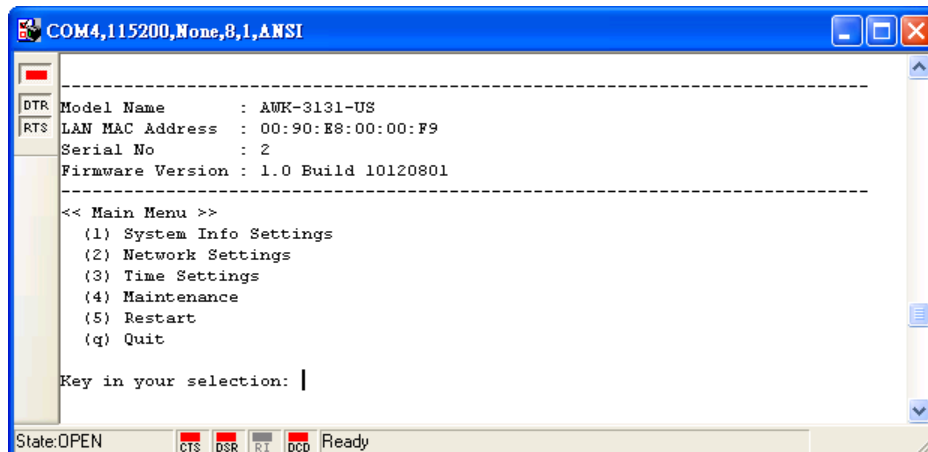 COM4,115200,None,8,1,ANSI
DTR
RTS
--------------------------------------------------------------------------------
Model Name       : AWK-3131-US
LAN MAC Address  : 00:90:E8:00:00:F9
Serial No        : 2
Firmware Version : 1.0 Build 10120801
--------------------------------------------------------------------------------
<< Main Menu >>
  (1) System Info Settings
  (2) Network Settings
  (3) Time Settings
  (4) Maintenance
  (5) Restart
  (q) Quit
Key in your selection:
State:OPEN CTS DSR RI DCD Ready